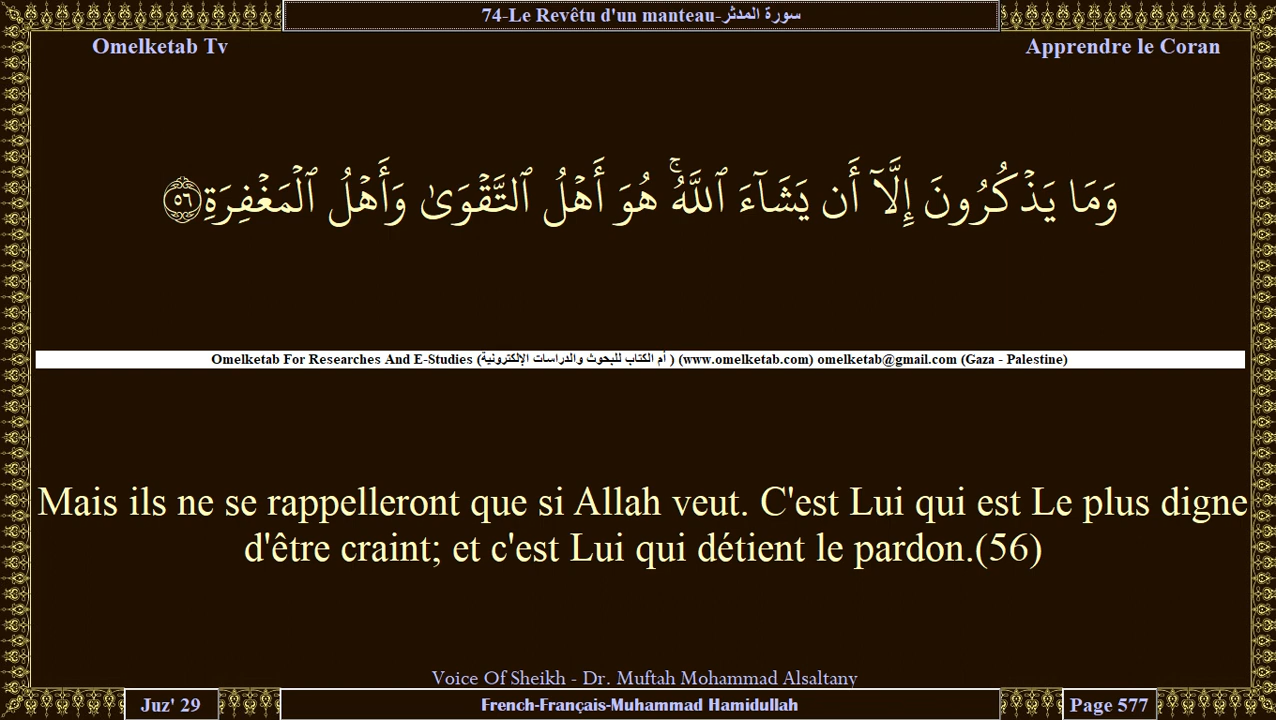 74-Le Revêtu d'un manteau-سورة المدثر
Omelketab Tv
Apprendre le Coran
وَمَا يَذْكُرُونَ إِلَّآ أَن يَشَآءَ ٱللَّهُ ۚ هُوَ أَهْلُ ٱلتَّقْوَىٰ وَأَهْلُ ٱلْمَغْفِرَةِ ٥٦
Omelketab For Researches And E-Studies (أم الكتاب للبحوث والدراسات الإلكترونية ) (www.omelketab.com) omelketab@gmail.com (Gaza - Palestine)
Mais ils ne se rappelleront que si Allah veut. C'est Lui qui est Le plus digne
d'être craint; et c'est Lui qui détient le pardon.(56)
Voice Of Sheikh - Dr. Muftah Mohammad Alsaltany
Juz' 29
French-Français-Muhammad Hamidullah
Page 577